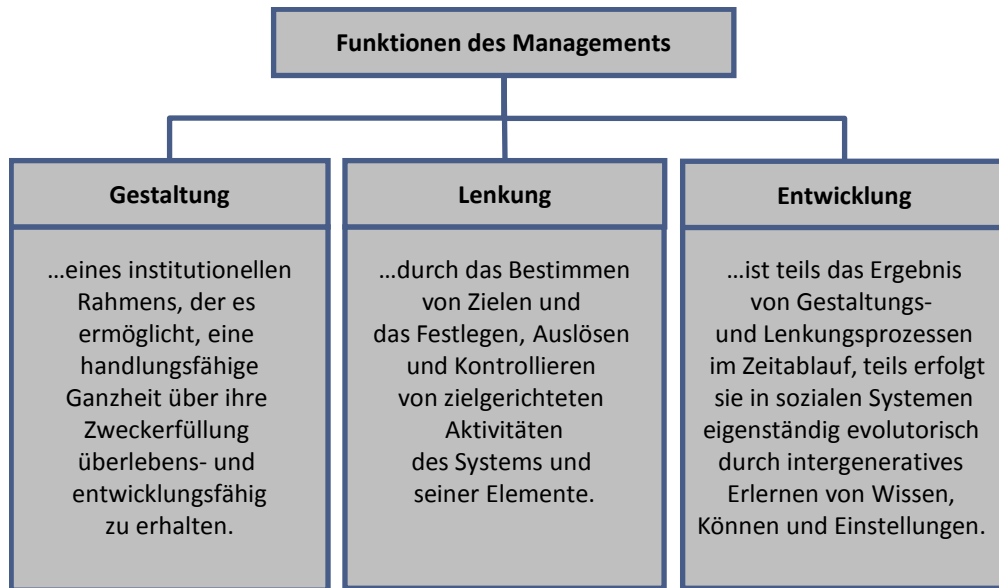 Funktionen des Managements
Gestaltung
...eines institutionellen
Rahmens, der es
ermöglicht, eine
handlungsfähige
Ganzheit über ihre
Zweckerfüllung
überlebens- und
entwicklungsfähig
zu erhalten.
Lenkung
...durch das Bestimmen
von Zielen und
das Festlegen, Auslösen
und Kontrollieren
von zielgerichteten
Aktivitäten
des Systems und
seiner Elemente.
Entwicklung
...ist teils das Ergebnis
von Gestaltungs-
und Lenkungsprozessen
im Zeitablauf, teils erfolgt
sie in sozialen Systemen
eigenständig evolutorisch
durch intergeneratives
Erlernen von Wissen,
Können und Einstellungen.